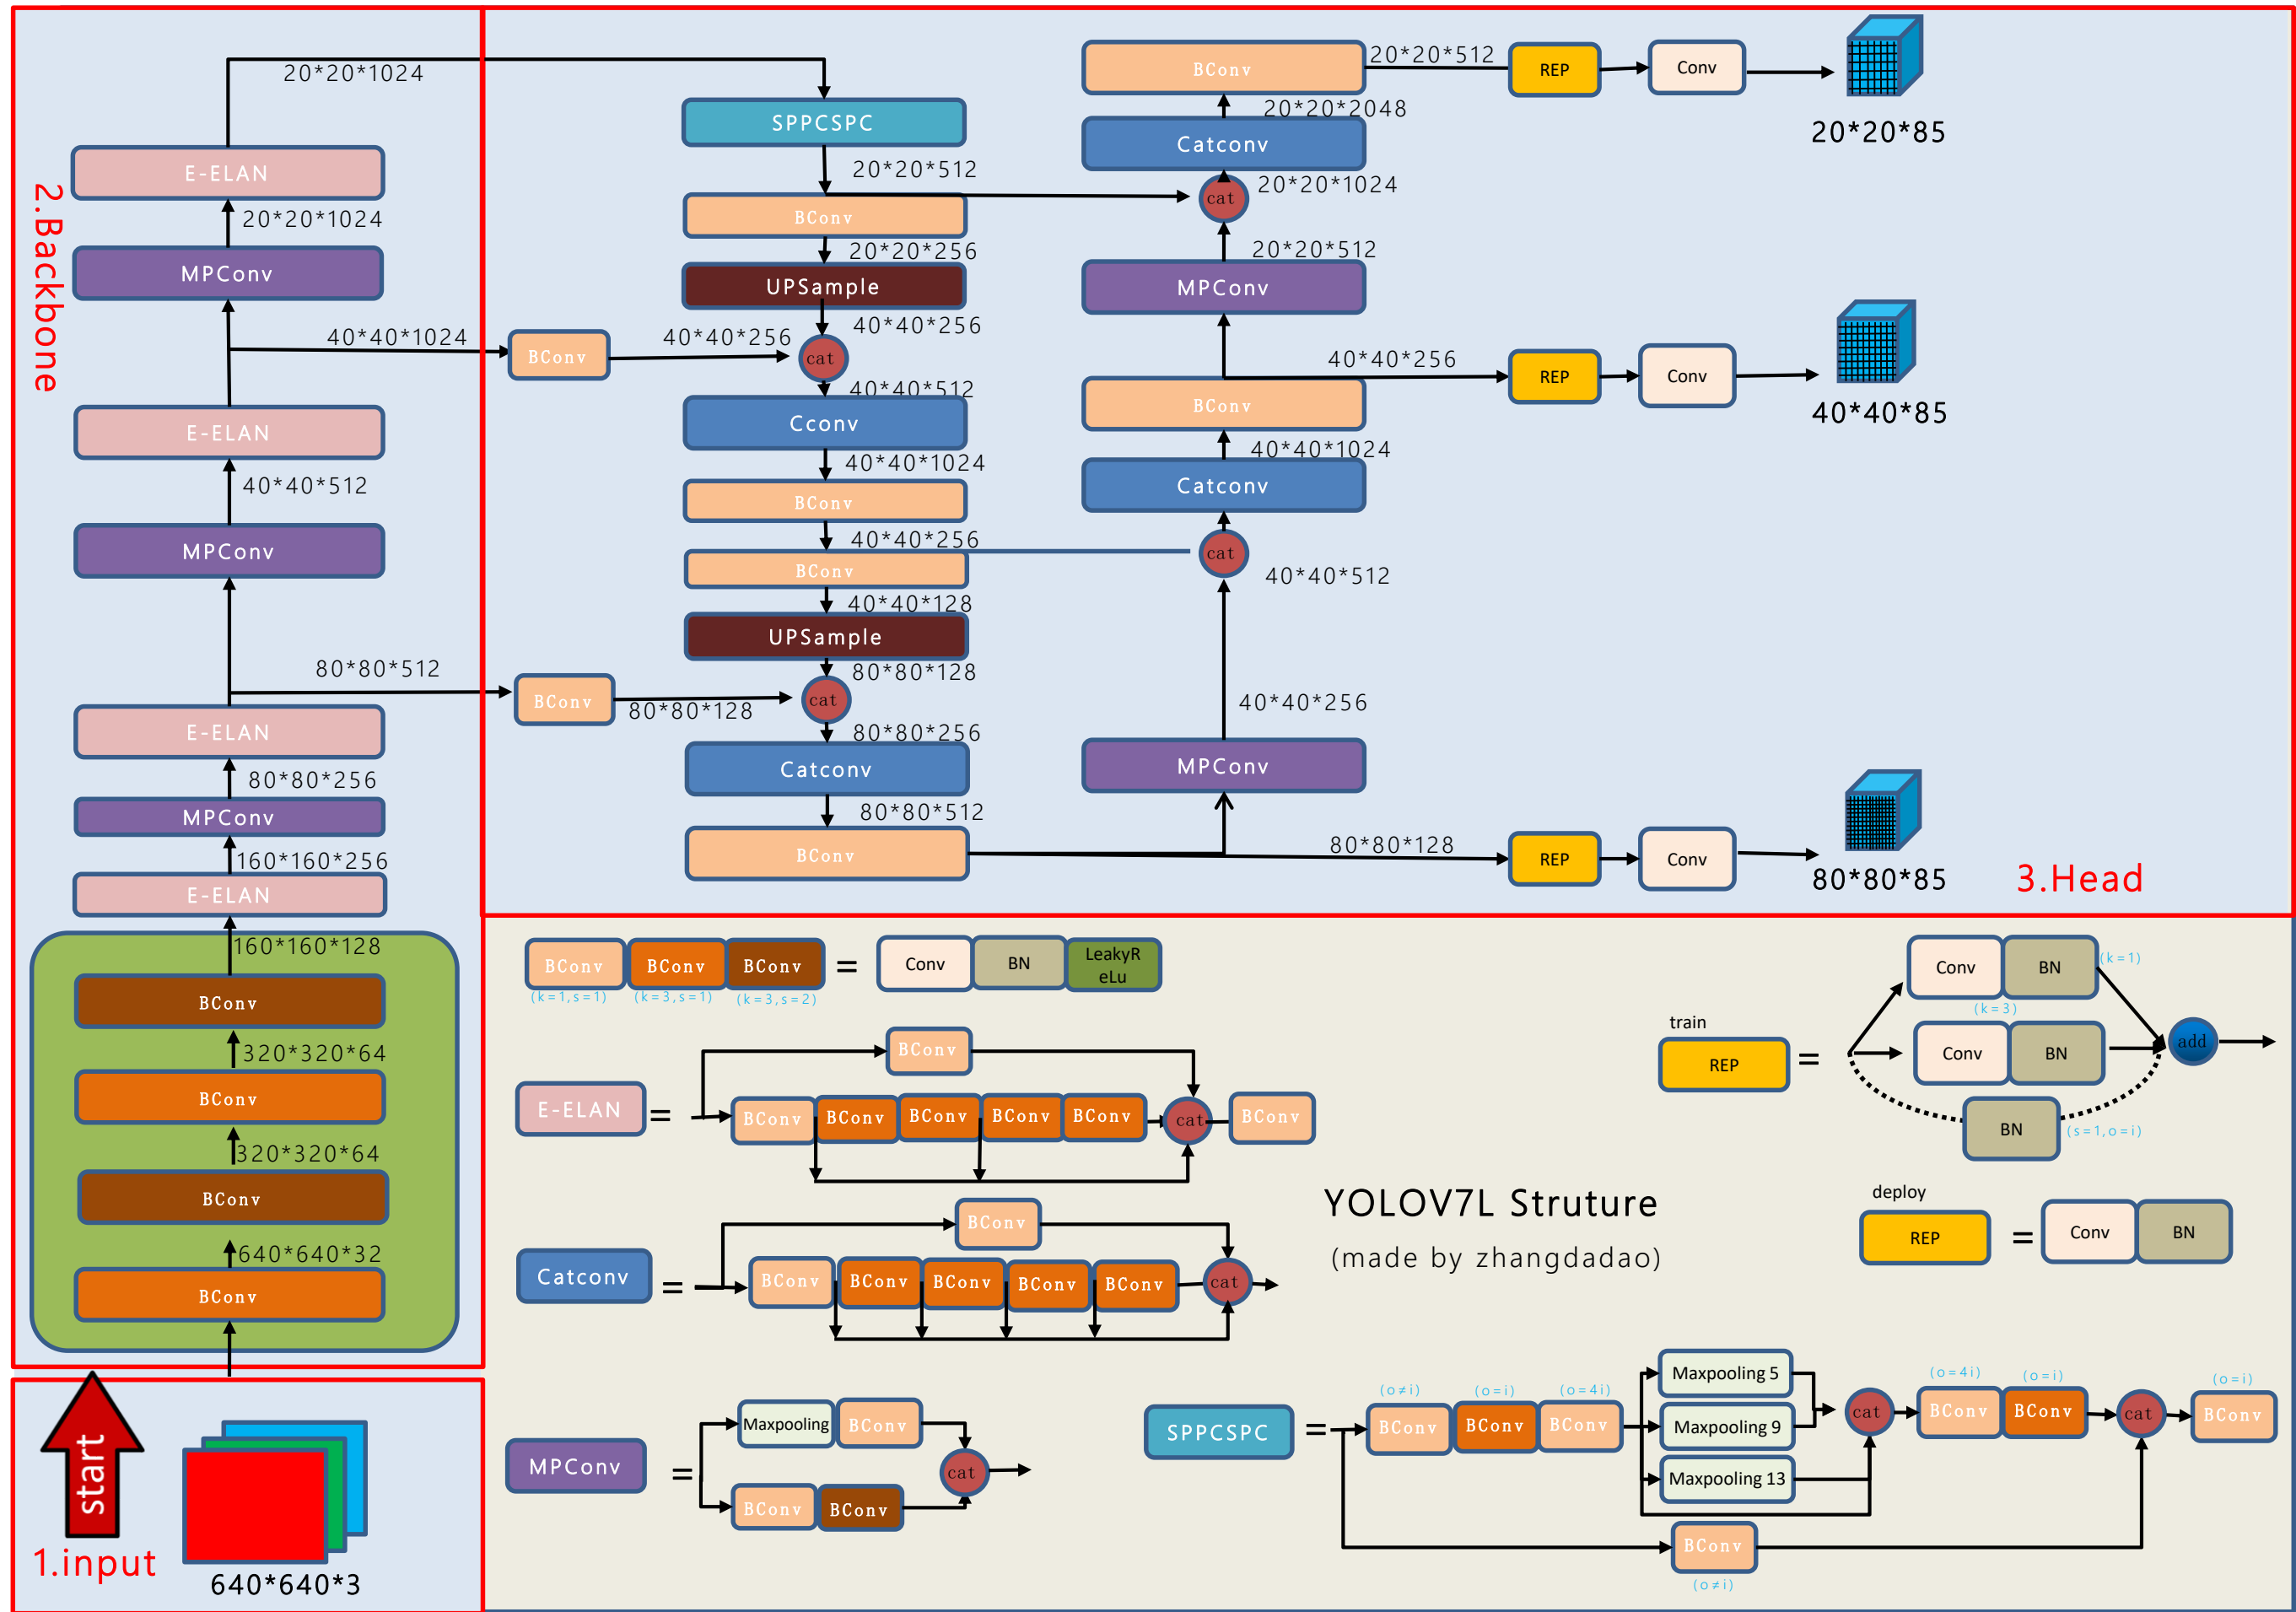 2.Backbone
20*20*1024
E-ELAN
20*20*1024
MPConv
40*40*1024
E-ELAN
40*40*512
MPConv
80*80*512
E-ELAN
80*80*256
MPConv
160*160*256
E-ELAN
160*160*128
BConv
320*320*64
BConv
320*320*64
BConv
640*640*32
BConv
start
1.input
640*640*3
SPPCSPC
20*20*512
BConv
20*20*256
UPSample
40*40*256
BConv
40*40*256
cat
40*40*512
Cconv
40*40*1024
BConv
40*40*256
BConv
40*40*128
UPSample
80*80*128
BConv
80*80*128
cat
80*80*256
Catconv
80*80*512
BConv
BConv
20*20*512
REP
Conv
20*20*85
20*20*2048
Catconv
20*20*1024
cat
20*20*512
MPConv
40*40*256
REP
Conv
40*40*85
BConv
40*40*1024
Catconv
cat
40*40*512
40*40*256
MPConv
80*80*128
REP
Conv
80*80*85
3.Head
BConv BConv BConv = Conv BN LeakyR
eLu
(k=1,s=1) (k=3,s=1) (k=3,s=2)
BConv
E-ELAN = BConv BConv BConv BConv BConv cat BConv
BConv
Catconv = BConv BConv BConv BConv BConv cat
Maxpooling BConv
MPConv = cat
BConv BConv
YOLOV7L Struture
(made by zhangdadao)
train
Conv BN (k=1)
(k=3)
REP = Conv BN add
BN (s=1,o=i)
deploy
REP = Conv BN
(o≠i) (o=i) (o=4i) Maxpooling 5 (o=4i) (o=i) (o=i)
SPPCSPC = BConv BConv BConv Maxpooling 9 cat BConv BConv cat BConv
Maxpooling 13
BConv
(o≠i)